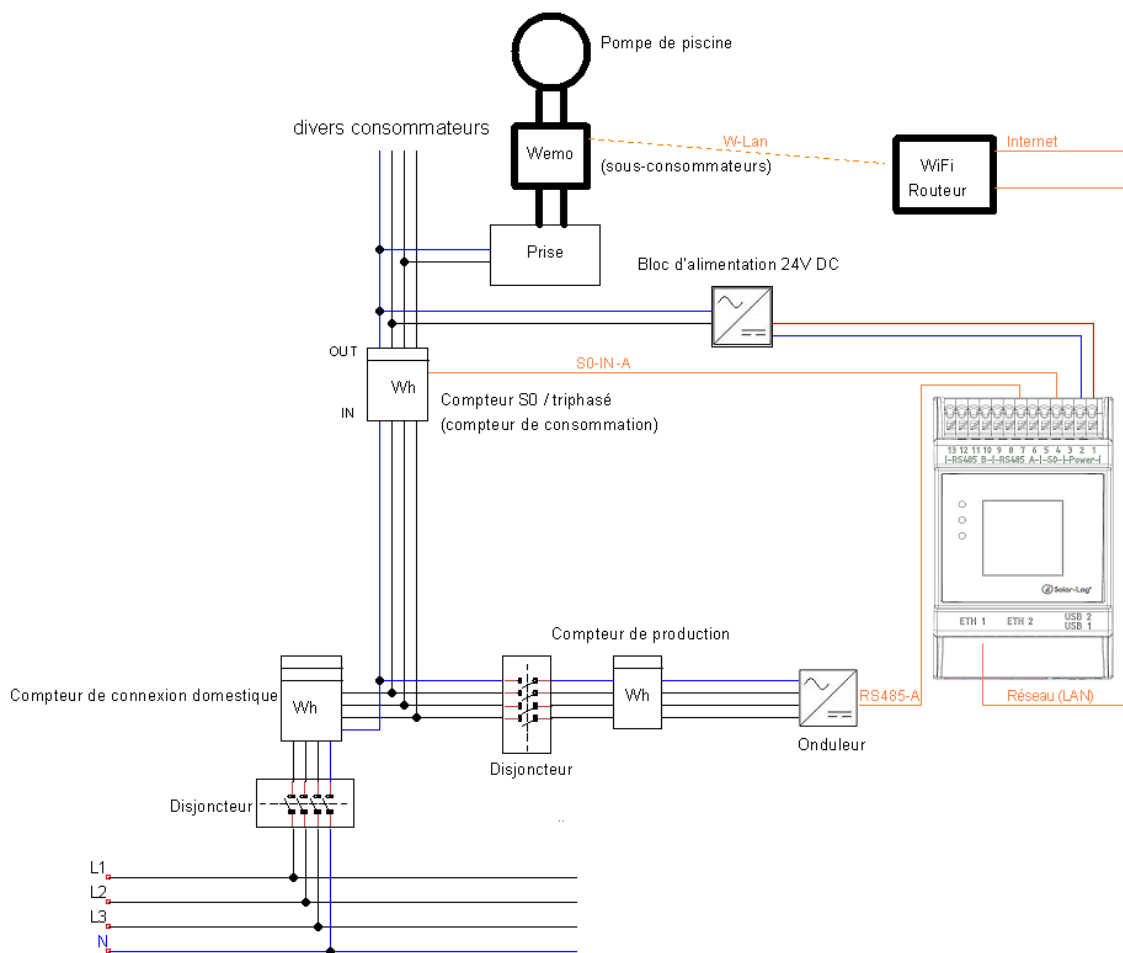 Pompe de piscine
divers consommateurs
Wemo
W-Lan
(sous-consommateurs)
WiFi
Routeur
Internet
Prise
Bloc d'alimentation 24V DC
OUT
Wh
IN
S0-IN-A
Compteur S0 / triphasé
(compteur de consommation)
13 12 11 10 9 8 7 6 5 4 3 2 1
|-RS485 B-|-RS485 A-|-S0-|-Power-|
Solar-Log
ETH 1
ETH 2
USB 2
USB 1
Compteur de production
Compteur de connexion domestique
Wh
Wh
RS485-A
Réseau (LAN)
Onduleur
Disjoncteur
Disjoncteur
..
L1
L2
L3
N